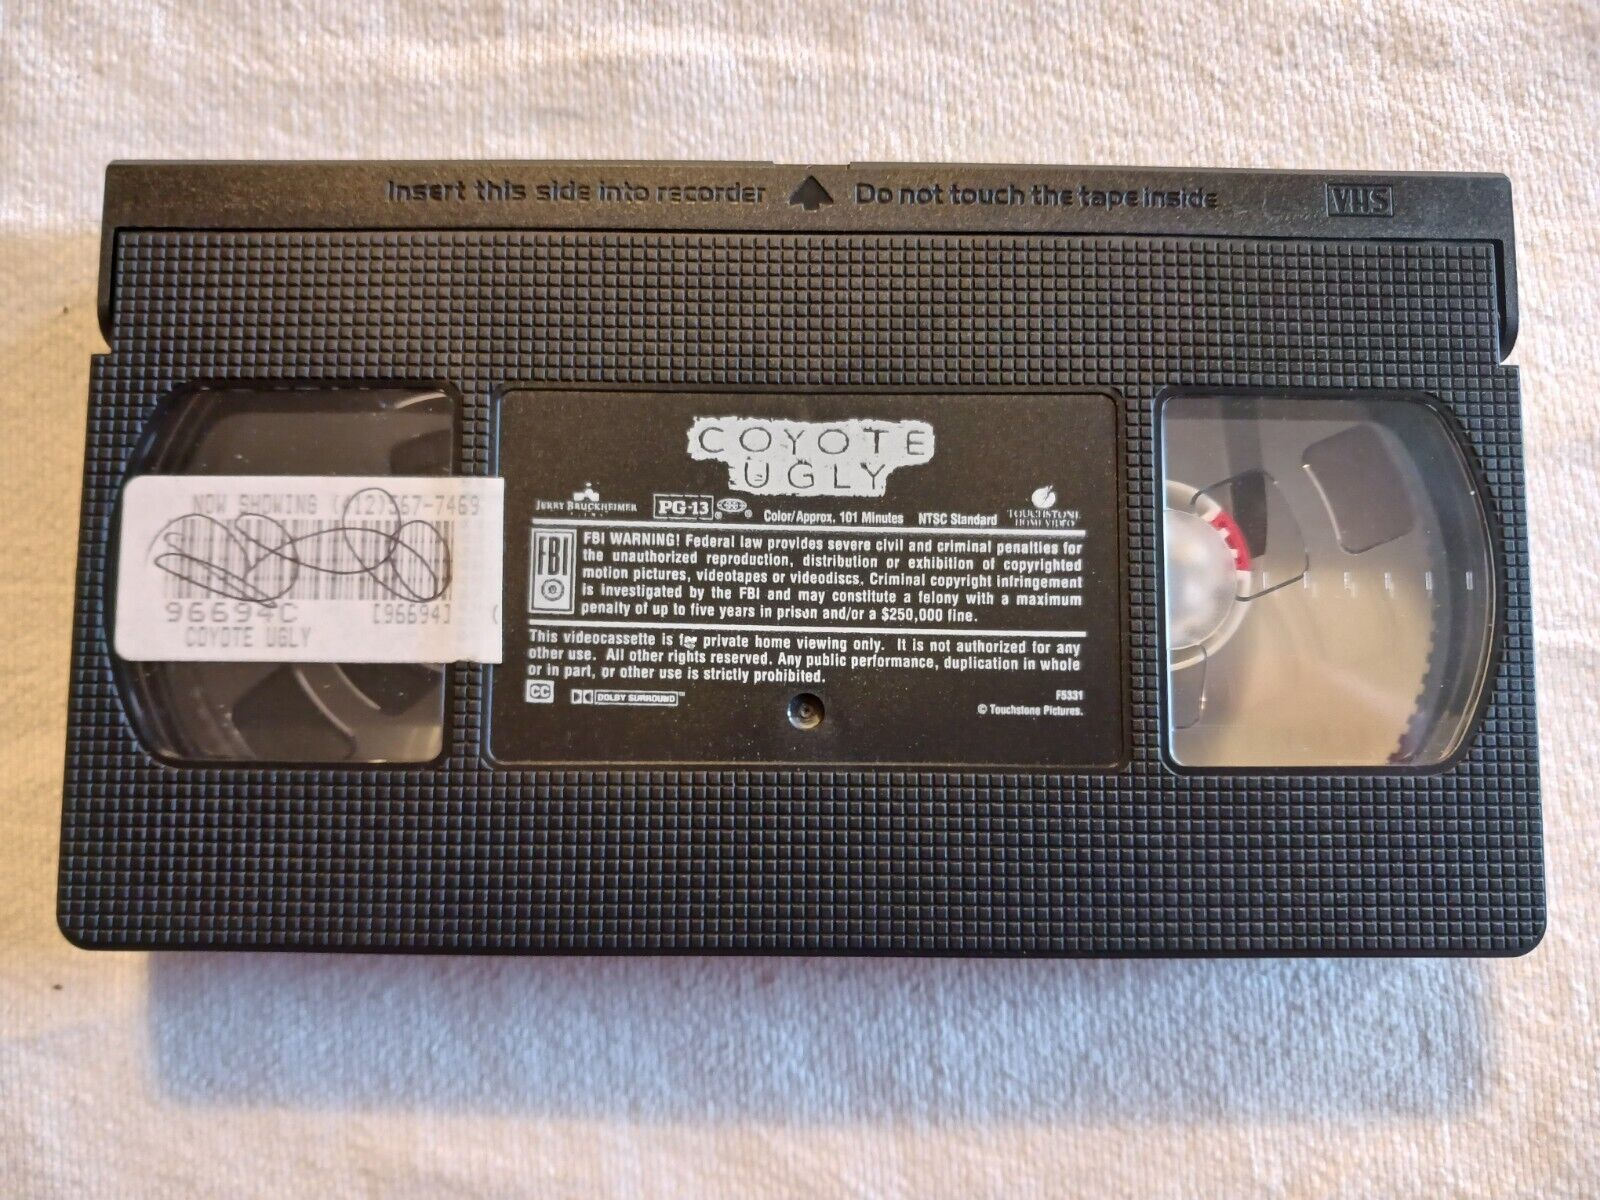 Insert this side into recorder Do not touch the tape inside VHS
COYOTE
UGLY
NOW SHOWING (412)567-7469
96694C [96694] (
COYOTE UGLY
JERRY BRUCKHEIMER
FILMS
PG-13
Color/Approx. 101 Minutes NTSC Standard
TOUCHSTONE
HOME VIDEO
FBI
FBI WARNING! Federal law provides severe civil and criminal penalties for
the unauthorized reproduction, distribution or exhibition of copyrighted
motion pictures, videotapes or videodiscs. Criminal copyright infringement
is investigated by the FBI and may constitute a felony with a maximum
penalty of up to five years in prison and/or a $250,000 fine.
This videocassette is for private home viewing only. It is not authorized for any
other use. All other rights reserved. Any public performance, duplication in whole
or in part, or other use is strictly prohibited.
CC DOLBY SURROUND™
F5331
© Touchstone Pictures.